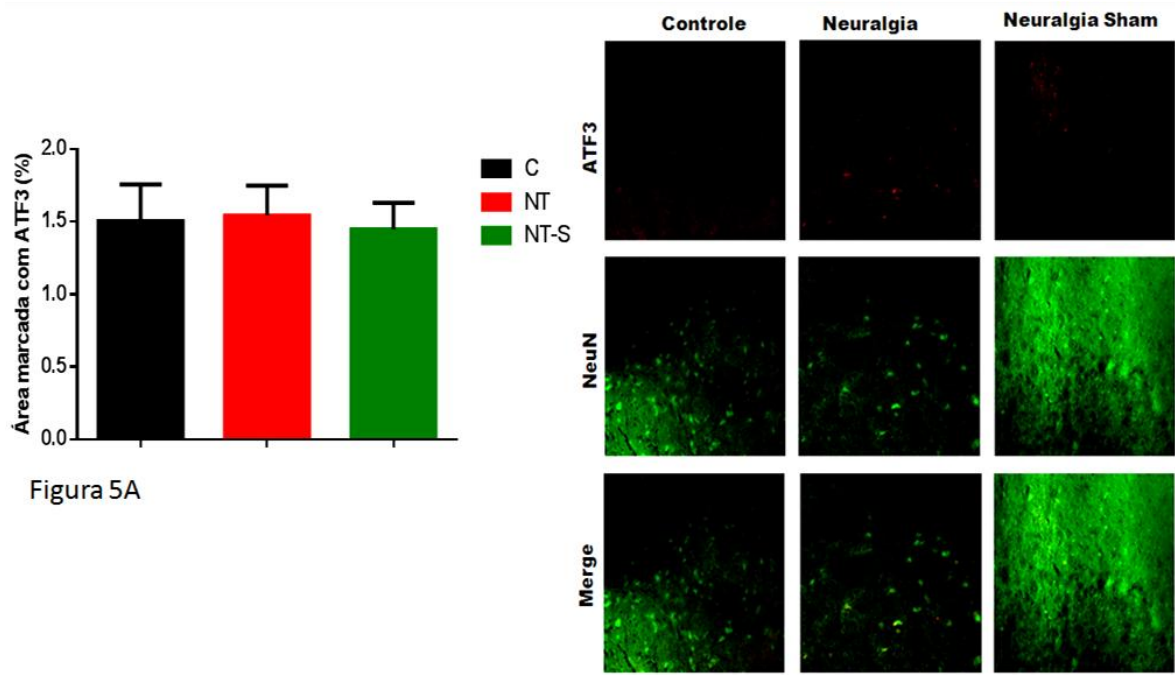 Área marcada com ATF3 (%)
2.0
1.5
1.0
0.5
0.0
C
NT
NT-S
Figura 5A
Controle
Neuralgia
Neuralgia Sham
ATF3
NeuN
Merge